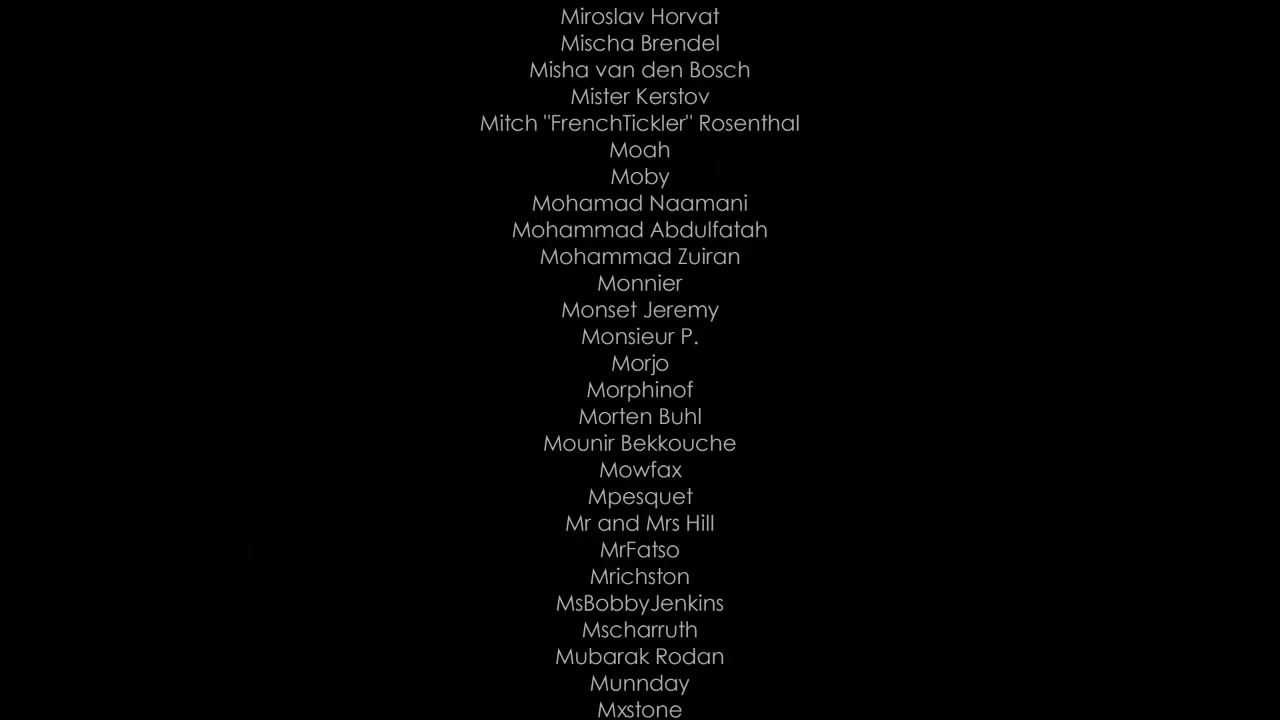 Miroslav Horvat
Mischa Brendel
Misha van den Bosch
Mister Kerstov
Mitch "FrenchTickler" Rosenthal
Moah
Moby
Mohamad Naamani
Mohammad Abdulfatah
Mohammad Zuiran
Monnier
Monset Jeremy
Monsieur P.
Morjo
Morphinof
Morten Buhl
Mounir Bekkouche
Mowfax
Mpesquet
Mr and Mrs Hill
MrFatso
Mrichston
MsBobbyJenkins
Mscharruth
Mubarak Rodan
Munnday
Mxstone